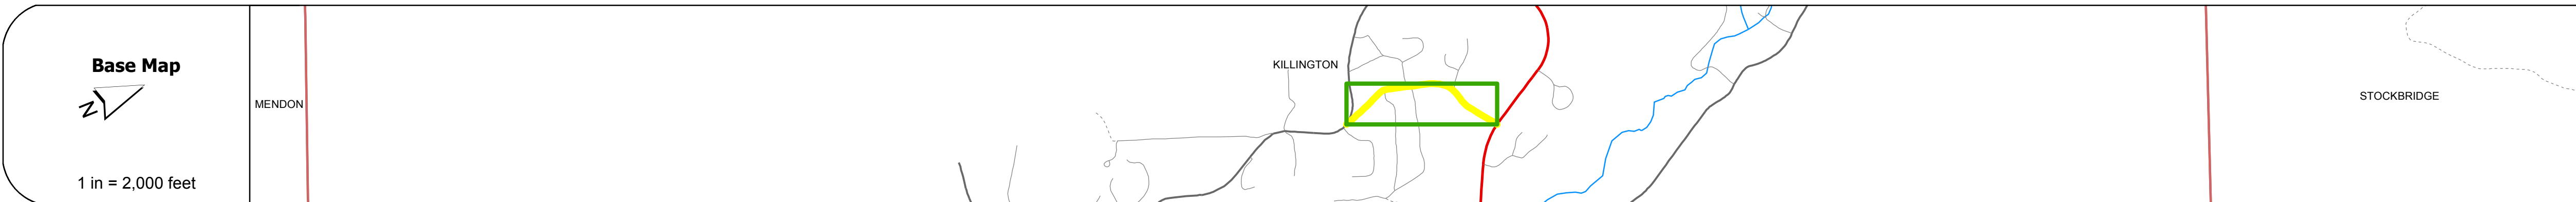 Base Map
N
1 in = 2,000 feet
MENDON
KILLINGTON
STOCKBRIDGE